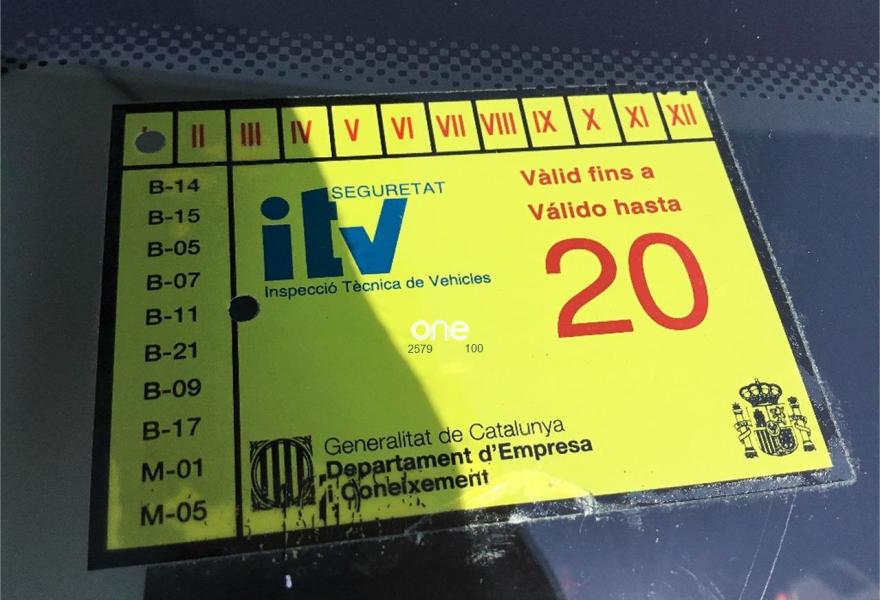 I II III IV V VI VII VIII IX X XI XII
B-14
B-15
B-05
B-07
B-11
B-21
B-09
B-17
M-01
M-05
SEGURETAT
itv
Inspecció Tècnica de Vehicles
Vàlid fins a
Válido hasta
20
one
2579 100
Generalitat de Catalunya
Departament d'Empresa
i Coneixement